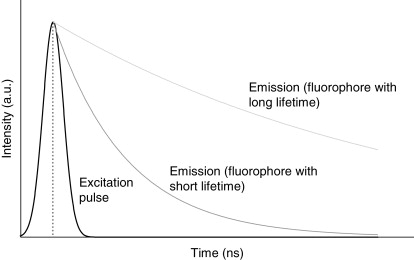 Intensity (a.u.)
Emission (fluorophore with
long lifetime)
Emission (fluorophore with
short lifetime)
Excitation
pulse
Time (ns)